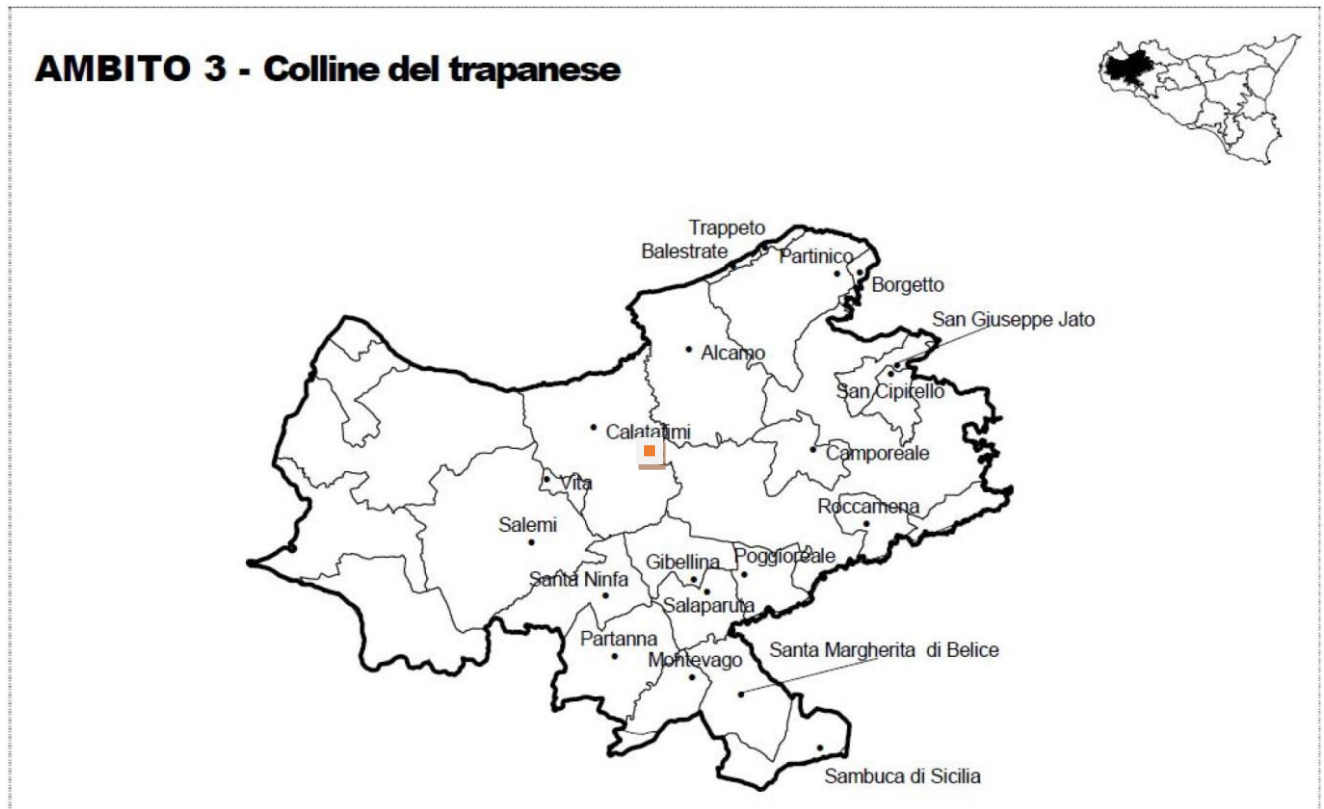 AMBITO 3 - Colline del trapanese
Trappeto
Balestrate
Partinico
Borgetto
San Giuseppe Jato
Alcamo
San Cipirello
Calatafimi
Camporeale
Vita
Roccamena
Salemi
Gibellina
Poggioreale
Santa Ninfa
Salaparuta
Partanna
Montevago
Santa Margherita di Belice
Sambuca di Sicilia